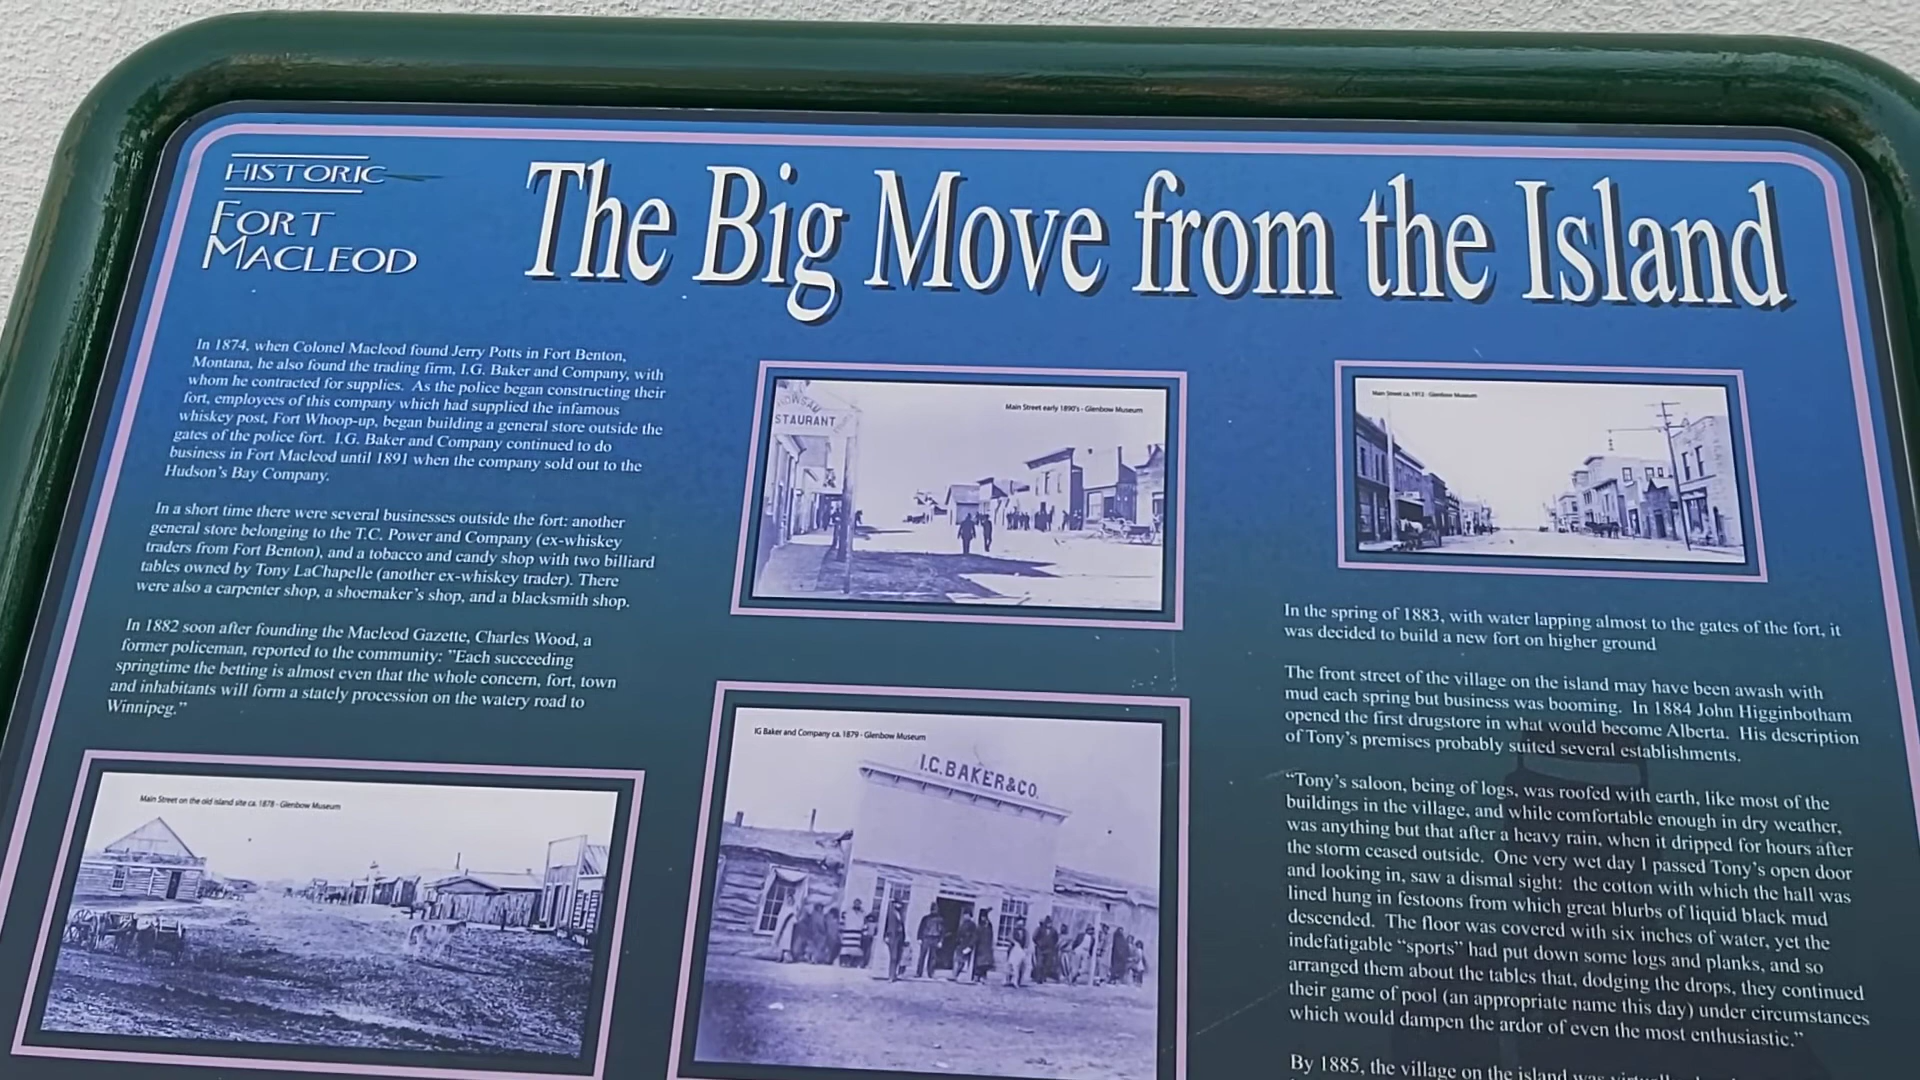 HISTORIC
FORT
MACLEOD
The Big Move from the Island
In 1874, when Colonel Macleod found Jerry Potts in Fort Benton,
Montana, he also found the trading firm, I.G. Baker and Company, with
whom he contracted for supplies. As the police began constructing their
fort, employees of this company which had supplied the infamous
whiskey post, Fort Whoop-up, began building a general store outside the
gates of the police fort. I.G. Baker and Company continued to do
business in Fort Macleod until 1891 when the company sold out to the
Hudson's Bay Company.
In a short time there were several businesses outside the fort: another
general store belonging to the T.C. Power and Company (ex-whiskey
traders from Fort Benton), and a tobacco and candy shop with two billiard
tables owned by Tony LaChapelle (another ex-whiskey trader). There
were also a carpenter shop, a shoemaker's shop, and a blacksmith shop.
In 1882 soon after founding the Macleod Gazette, Charles Wood, a
former policeman, reported to the community: "Each succeeding
springtime the betting is almost even that the whole concern, fort, town
and inhabitants will form a stately procession on the watery road to
Winnipeg."
Main Street on the old island site ca. 1878 - Glenbow Museum
STAURANT
Main Street early 1890's - Glenbow Museum
IG Baker and Company ca. 1879 - Glenbow Museum
I.G. BAKER & CO.
Main Street ca. 1912 - Glenbow Museum
In the spring of 1883, with water lapping almost to the gates of the fort, it
was decided to build a new fort on higher ground
The front street of the village on the island may have been awash with
mud each spring but business was booming. In 1884 John Higginbotham
opened the first drugstore in what would become Alberta. His description
of Tony's premises probably suited several establishments.
"Tony's saloon, being of logs, was roofed with earth, like most of the
buildings in the village, and while comfortable enough in dry weather,
was anything but that after a heavy rain, when it dripped for hours after
the storm ceased outside. One very wet day I passed Tony's open door
and looking in, saw a dismal sight: the cotton with which the hall was
lined hung in festoons from which great blurbs of liquid black mud
descended. The floor was covered with six inches of water, yet the
indefatigable "sports" had put down some logs and planks, and so
arranged them about the tables that, dodging the drops, they continued
their game of pool (an appropriate name this day) under circumstances
which would dampen the ardor of even the most enthusiastic."
By 1885, the village on the island was